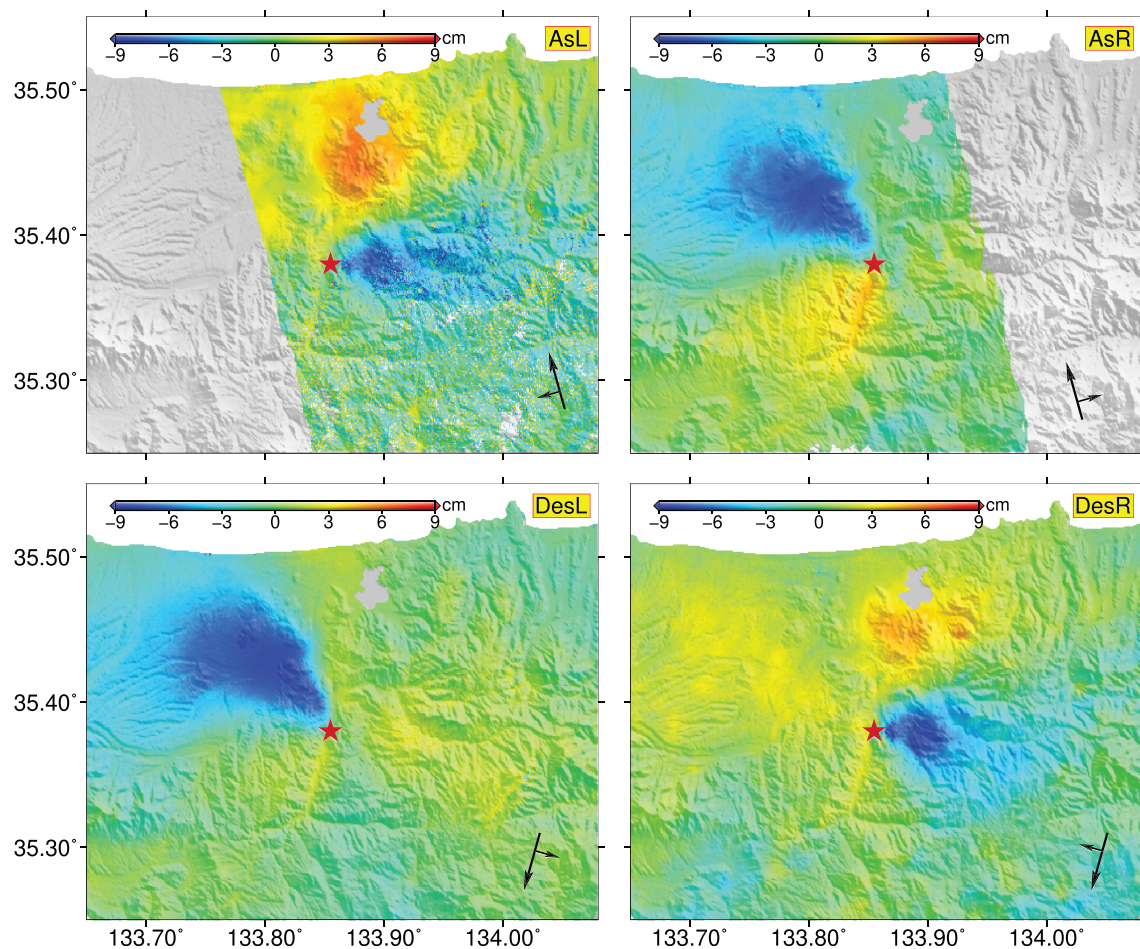 −9 −6 −3 0 3 6 9 cm AsL
−9 −6 −3 0 3 6 9 cm AsR
35.50˚
35.40˚
35.30˚
−9 −6 −3 0 3 6 9 cm DesL
−9 −6 −3 0 3 6 9 cm DesR
35.50˚
35.40˚
35.30˚
133.70˚ 133.80˚ 133.90˚ 134.00˚ 133.70˚ 133.80˚ 133.90˚ 134.00˚